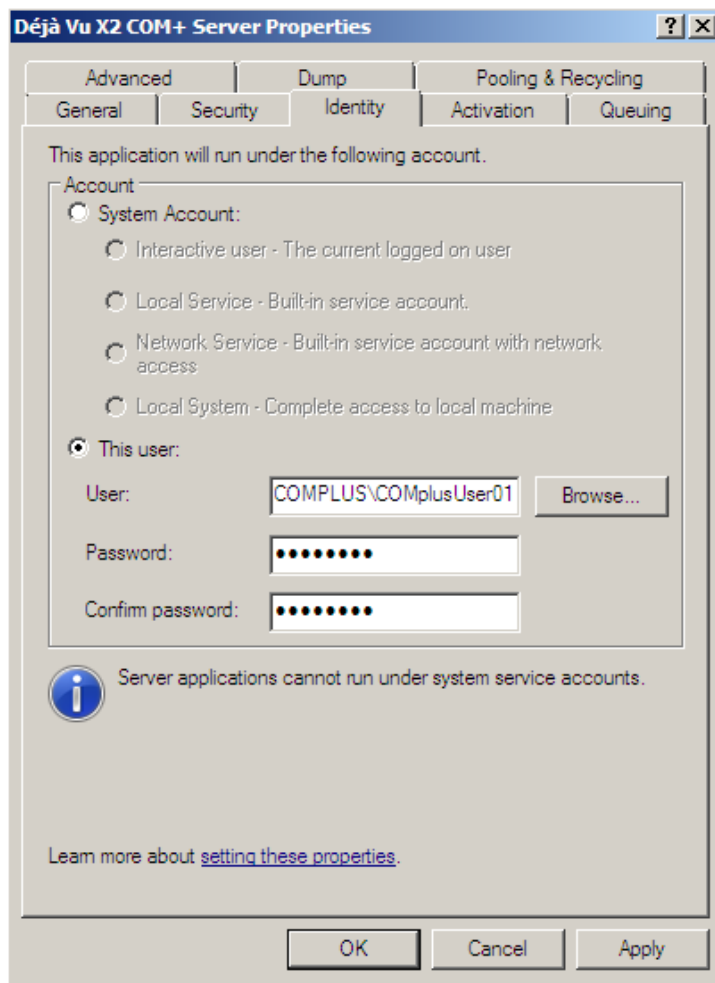 Déjà Vu X2 COM+ Server Properties
Advanced Dump Pooling & Recycling
General Security Identity Activation Queuing
This application will run under the following account.
Account
System Account:
Interactive user - The current logged on user
Local Service - Built-in service account.
Network Service - Built-in service account with network
access
Local System - Complete access to local machine
This user:
User: COMPLUS\COMplusUser01 Browse...
Password: ●●●●●●●●
Confirm password: ●●●●●●●●
Server applications cannot run under system service accounts.
Learn more about setting these properties.
OK Cancel Apply